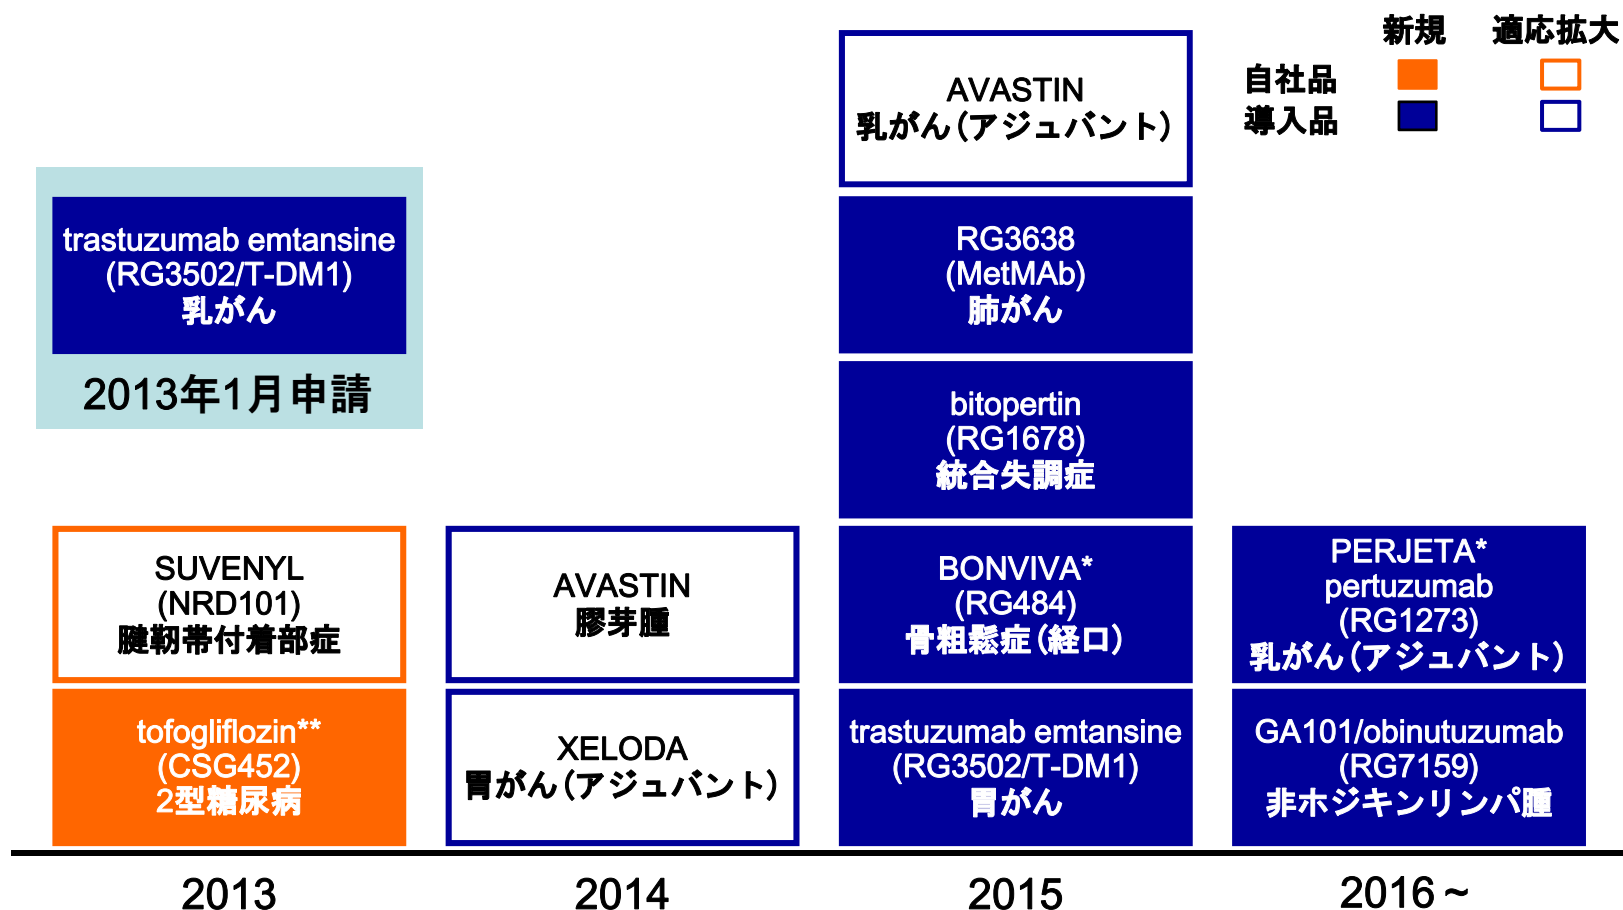 新規 適応拡大
自社品
導入品
trastuzumab emtansine
(RG3502/T-DM1)
乳がん
2013年1月申請
SUVENYL
(NRD101)
腱靭帯付着部症
tofogliflozin**
(CSG452)
2型糖尿病
AVASTIN
膠芽腫
XELODA
胃がん(アジュバント)
AVASTIN
乳がん(アジュバント)
RG3638
(MetMAb)
肺がん
bitopertin
(RG1678)
統合失調症
BONVIVA*
(RG484)
骨粗鬆症(経口)
trastuzumab emtansine
(RG3502/T-DM1)
胃がん
PERJETA*
pertuzumab
(RG1273)
乳がん(アジュバント)
GA101/obinutuzumab
(RG7159)
非ホジキンリンパ腫
2013 2014 2015 2016~